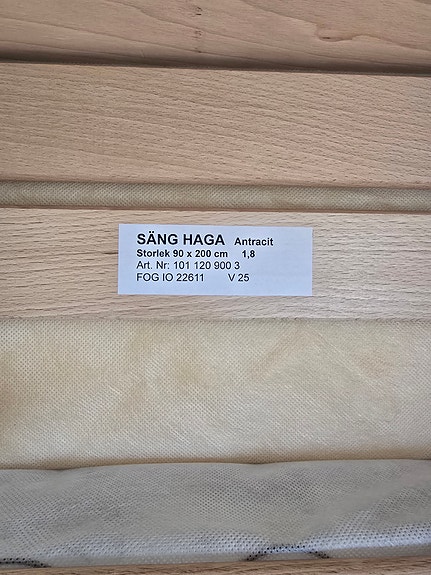 SÄNG HAGA Antracit
Storlek 90 x 200 cm 1,8
Art. Nr: 101 120 900 3
FOG IO 22611 V 25